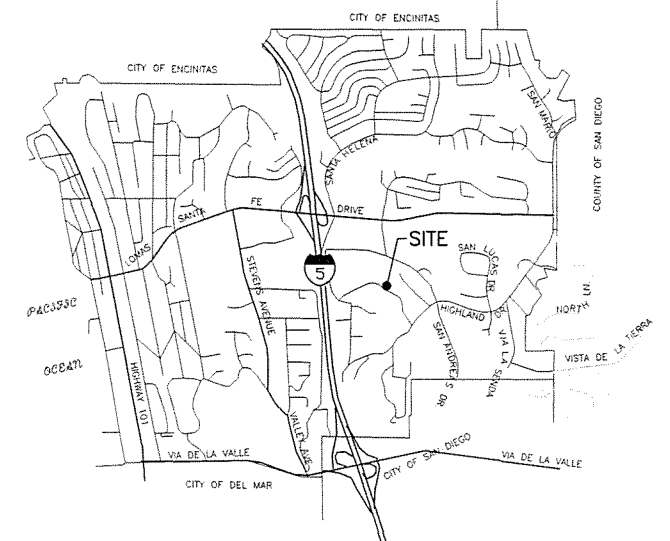 CITY OF ENCINITAS
CITY OF ENCINITAS
SAN MARIO
COUNTY OF SAN DIEGO
SANTA HELENA
LOMAS SANTA FE DRIVE
SITE
5
SAN LUCAS DR
STEVENS AVENUE
HIGHLAND DR
NORTH LN.
PACIFIC
OCEAN
SAN ANDREAS DR
VIA LA SENDA
VISTA DE LA TIERRA
HIGHWAY 101
VALLEY AVE
VIA DE LA VALLE
CITY OF SAN DIEGO
VIA DE LA VALLE
CITY OF DEL MAR